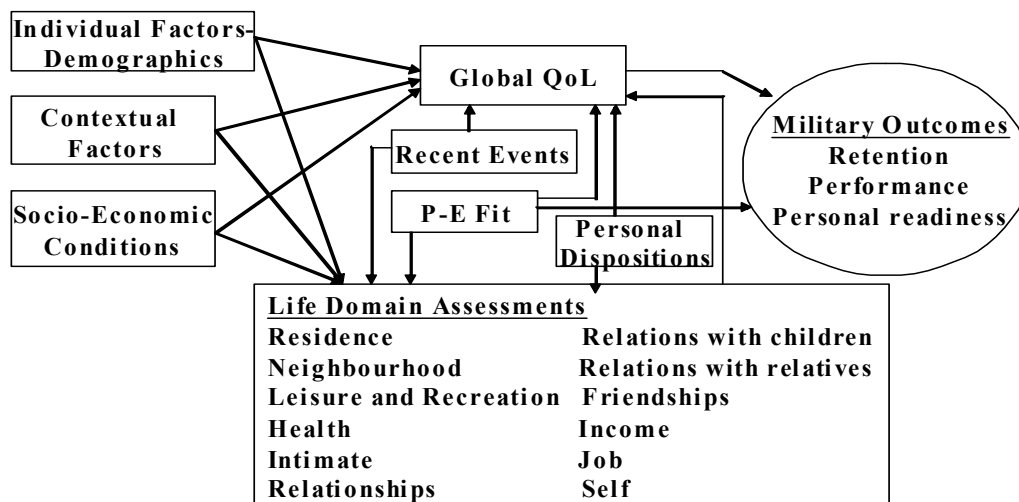 Individual Factors-
Demographics
Global QoL
Contextual
Factors
Military Outcomes
Retention
Performance
Personal readiness
Recent Events
Socio-Economic
Conditions
P-E Fit
Personal
Dispositions
Life Domain Assessments
Residence
Neighbourhood
Leisure and Recreation
Health
Intimate
Relationships
Relations with children
Relations with relatives
Friendships
Income
Job
Self